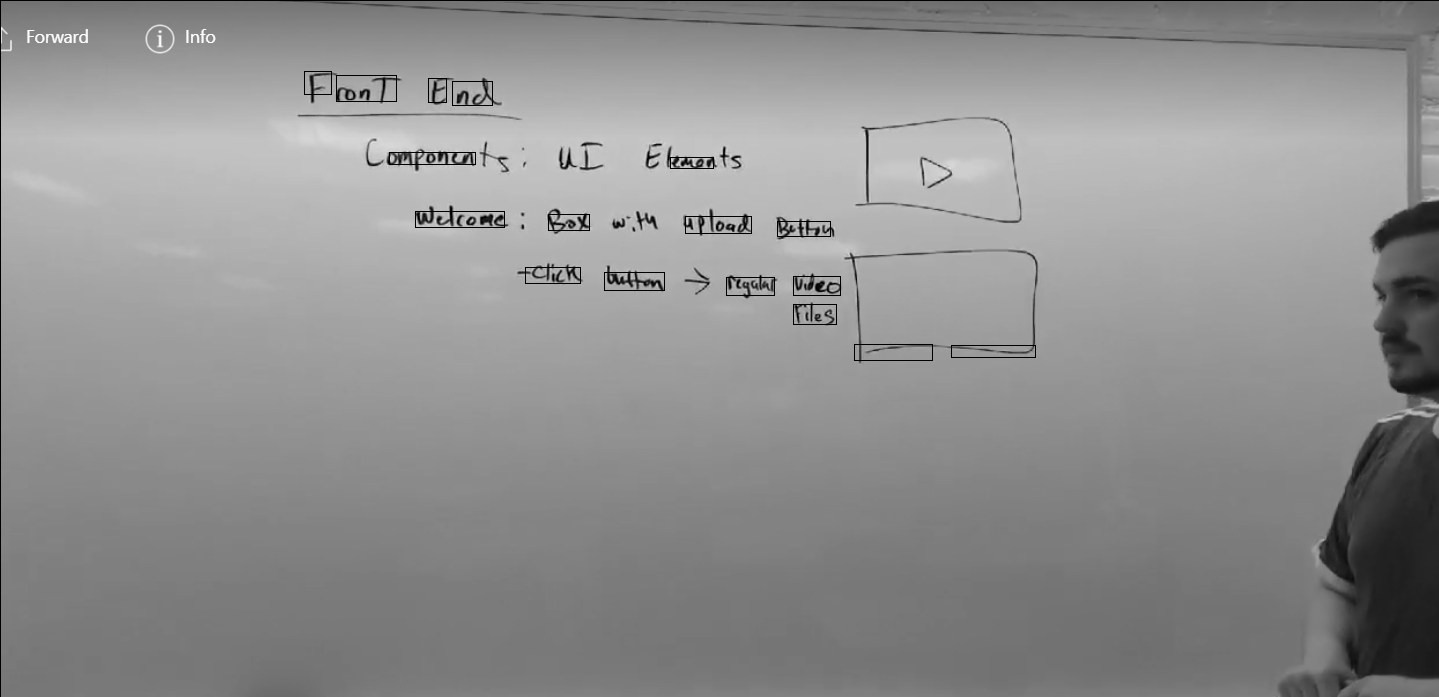 Forward Info
FronT End
Components: UI Elements
Welcome: Box with upload Button
-click button → regular video
Files